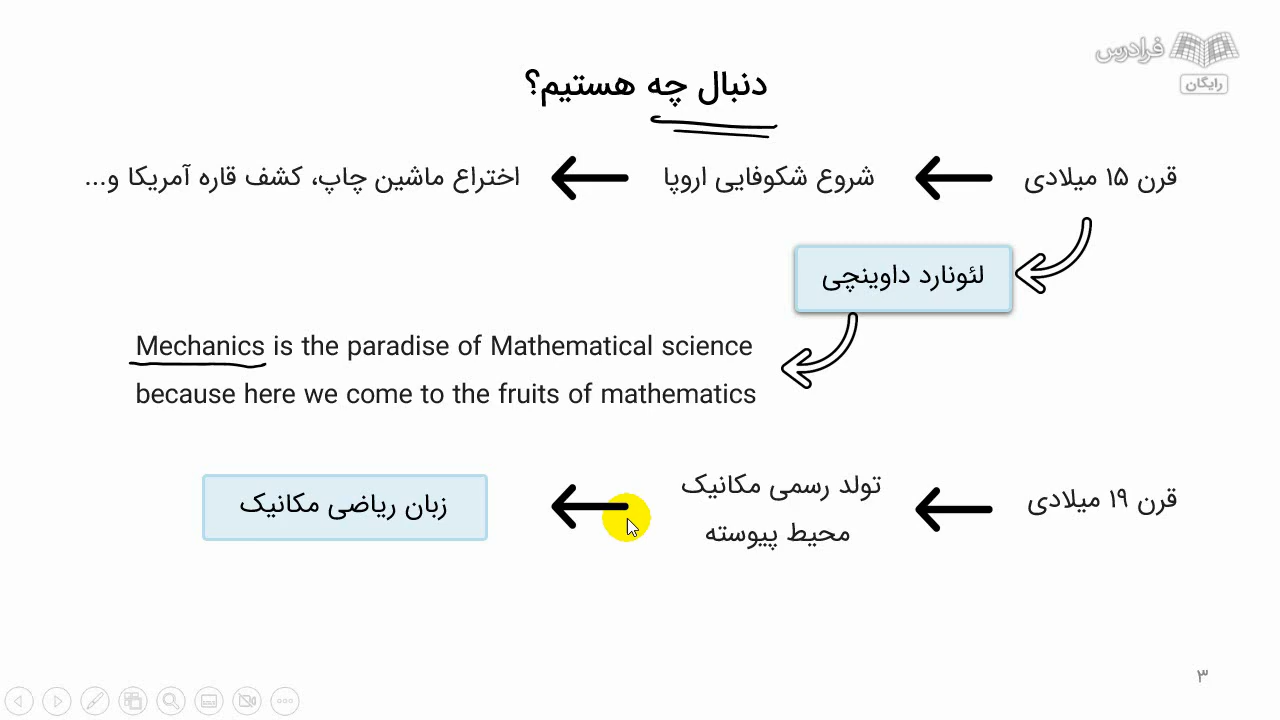 فرادرس
رایگان
دنبال چه هستیم؟
قرن ۱۵ میلادی
شروع شکوفایی اروپا
اختراع ماشین چاپ، کشف قاره آمریکا و...
لئونارد داوینچی
Mechanics is the paradise of Mathematical science
because here we come to the fruits of mathematics
قرن ۱۹ میلادی
تولد رسمی مکانیک
محیط پیوسته
زبان ریاضی مکانیک
۳